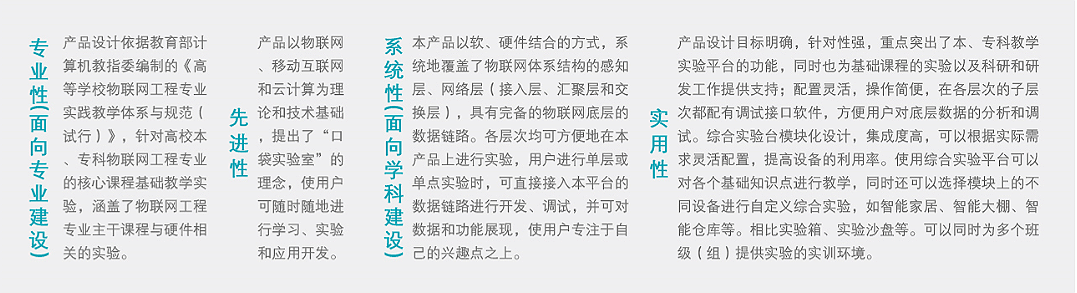 专业性(面向专业建设)
产品设计依据教育部计
算机教指委编制的《高
等学校物联网工程专业
实践教学体系与规范（
试行）》，针对高校本
、专科物联网工程专业
的核心课程基础教学实
验，涵盖了物联网工程
专业主干课程与硬件相
关的实验。
先进性
产品以物联网
、移动互联网
和云计算为理
论和技术基础
，提出了“口
袋实验室”的
理念，使用户
可随时随地进
行学习、实验
和应用开发。
系统性(面向学科建设)
本产品以软、硬件结合的方式，系
统地覆盖了物联网体系结构的感知
层、网络层（接入层、汇聚层和交
换层），具有完备的物联网底层的
数据链路。各层次均可方便地在本
产品上进行实验，用户进行单层或
单点实验时，可直接接入本平台的
数据链路进行开发、调试，并可对
数据和功能展现，使用户专注于自
己的兴趣点之上。
实用性
产品设计目标明确，针对性强，重点突出了本、专科教学
实验平台的功能，同时也为基础课程的实验以及科研和研
发工作提供支持；配置灵活，操作简便，在各层次的子层
次都配有调试接口软件，方便用户对底层数据的分析和调
试。综合实验台模块化设计，集成度高，可以根据实际需
求灵活配置，提高设备的利用率。使用综合实验平台可以
对各个基础知识点进行教学，同时还可以选择模块上的不
同设备进行自定义综合实验，如智能家居、智能大棚、智
能仓库等。相比实验箱、实验沙盘等。可以同时为多个班
级（组）提供实验的实训环境。